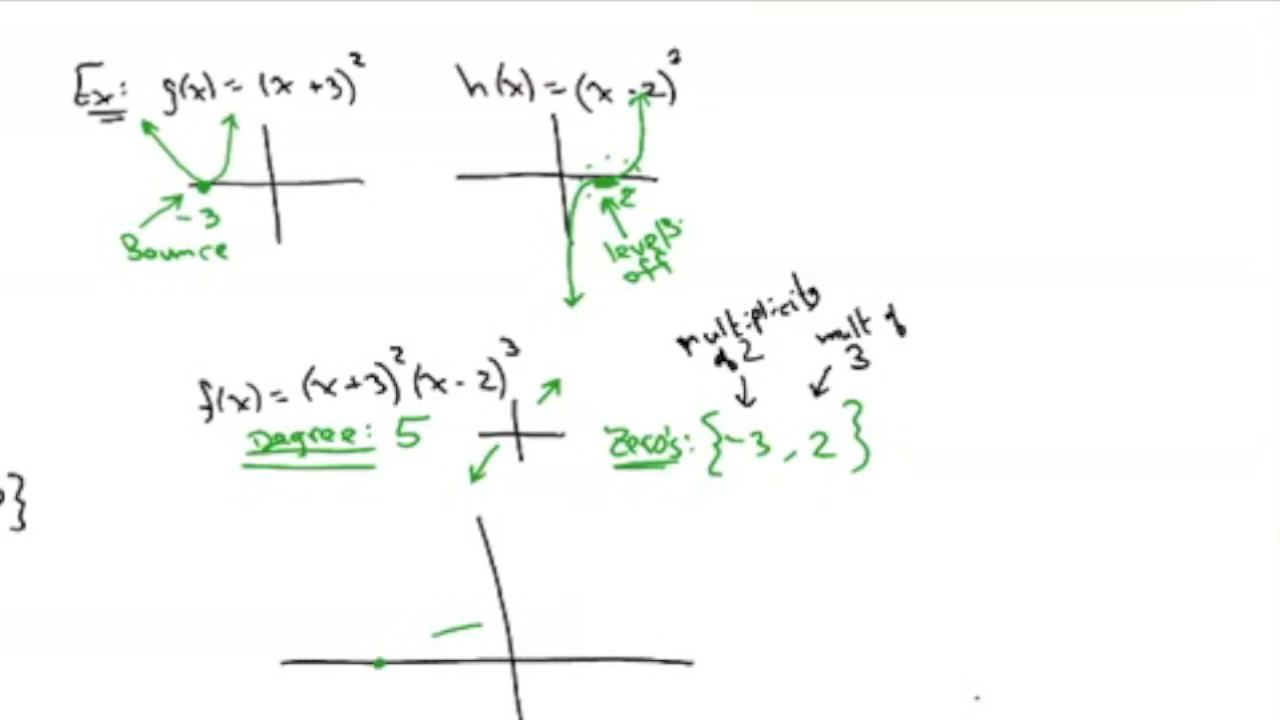 Ex: g(x) = (x + 3)²
h(x) = (x - 2)³
-3
Bounce
2
levels
off
multiplicity
of 2
mult of
3
f(x) = (x+3)²(x - 2)³
Degree: 5
Zero's: {-3, 2}
}